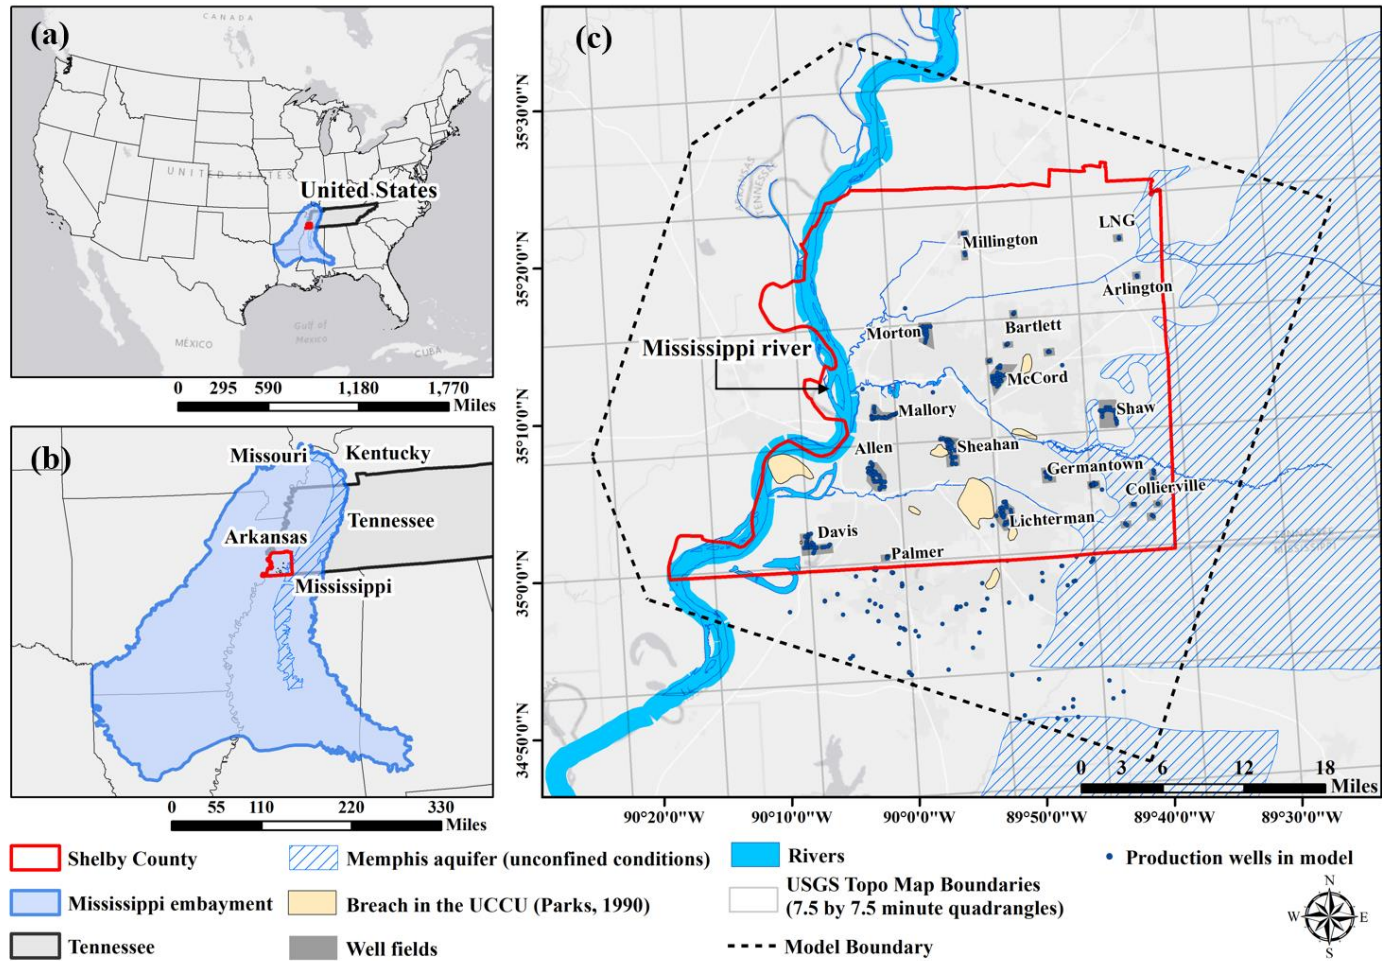 (a)
CANADA
UNITED STATES
United States
MÉXICO
Gulf of
Mexico
CUBA
0 295 590 1,180 1,770
Miles
(b)
Missouri
Kentucky
Tennessee
Arkansas
Mississippi
0 55 110 220 330
Miles
(c)
35°30'0"N
35°20'0"N
35°10'0"N
35°0'0"N
34°50'0"N
ARKANSAS
TENNESSEE
LNG
Millington
Arlington
Morton
Bartlett
Mississippi river
McCord
Mallory
Shaw
Allen
Sheahan
Germantown
Collierville
Lichterman
Davis
Palmer
TENNESSEE
MISSISSIPPI
0 3 6 12 18
Miles
90°20'0"W 90°10'0"W 90°0'0"W 89°50'0"W 89°40'0"W 89°30'0"W
Shelby County
Memphis aquifer (unconfined conditions)
Rivers
Production wells in model
Mississippi embayment
Breach in the UCCU (Parks, 1990)
USGS Topo Map Boundaries
(7.5 by 7.5 minute quadrangles)
Tennessee
Well fields
Model Boundary
N
W E
S